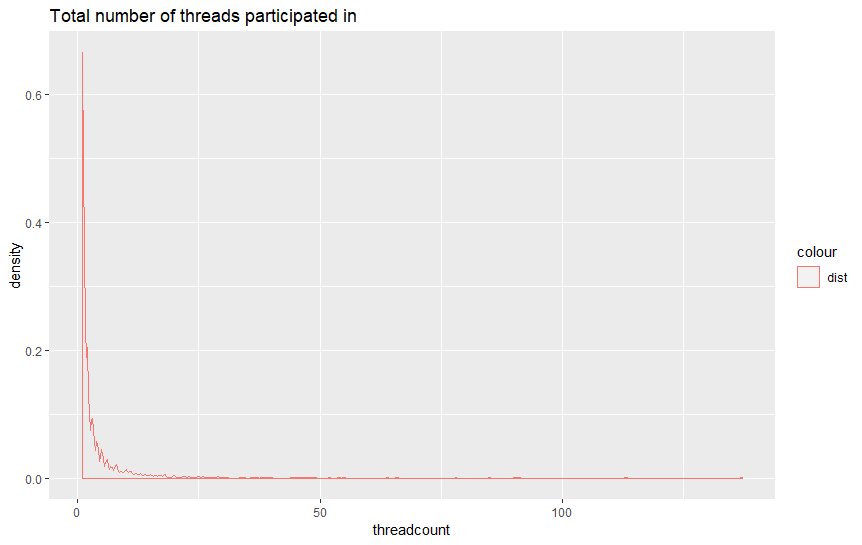 Total number of threads participated in
0.6
0.4
0.2
0.0
density
0
50
100
threadcount
colour
dist